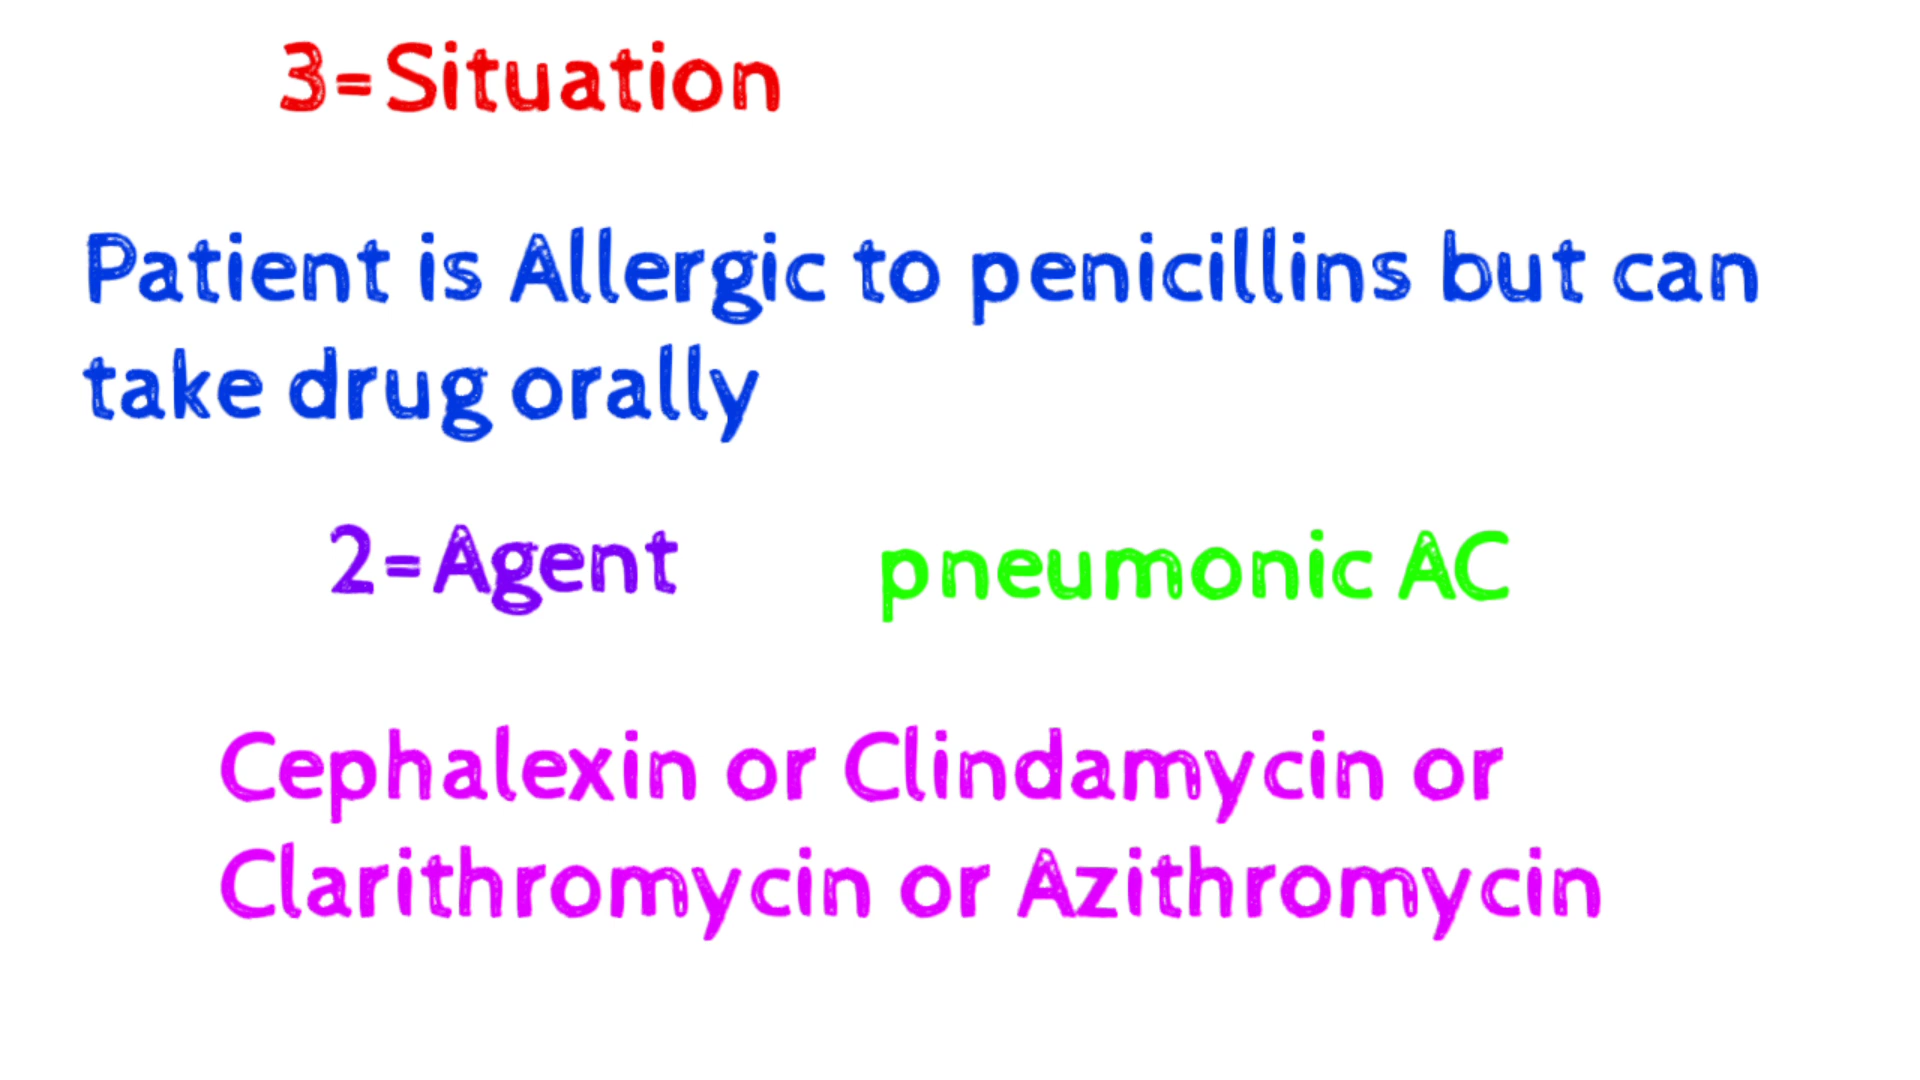 3=Situation
Patient is Allergic to penicillins but can
take drug orally
2=Agent pneumonic AC
Cephalexin or Clindamycin or
Clarithromycin or Azithromycin